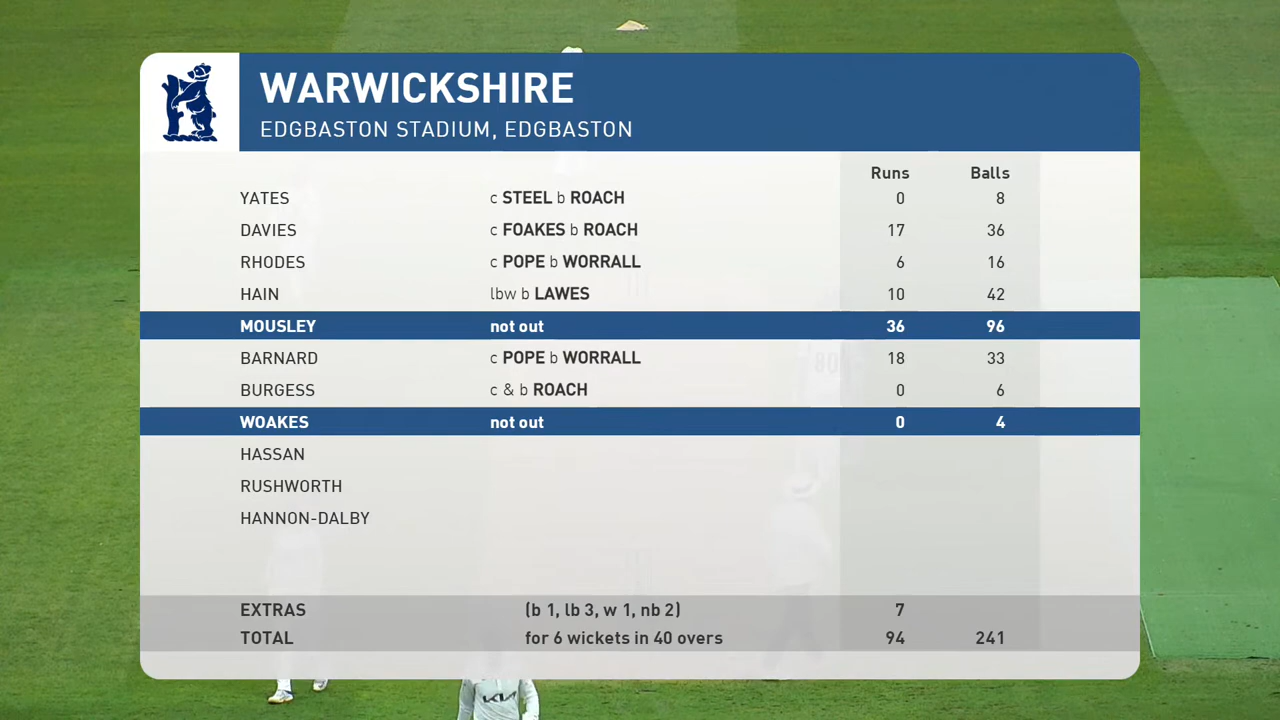 WARWICKSHIRE
EDGBASTON STADIUM, EDGBASTON
Runs Balls
YATES c STEEL b ROACH 0 8
DAVIES c FOAKES b ROACH 17 36
RHODES c POPE b WORRALL 6 16
HAIN lbw b LAWES 10 42
MOUSLEY not out 36 96
BARNARD c POPE b WORRALL 18 33
BURGESS c & b ROACH 0 6
WOAKES not out 0 4
HASSAN
RUSHWORTH
HANNON-DALBY
EXTRAS (b 1, lb 3, w 1, nb 2) 7
TOTAL for 6 wickets in 40 overs 94 241
KIA
80